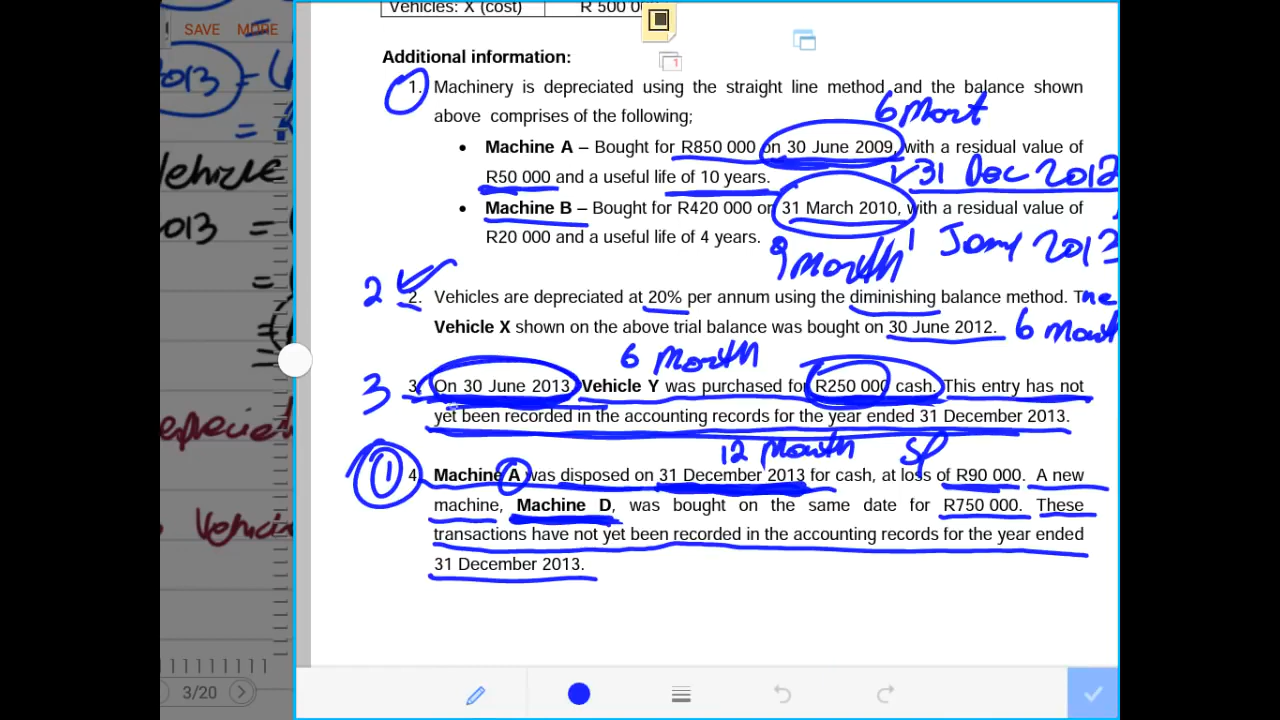 Vehicles: X (cost) R 500 00
SAVE MORE
2013
Vehicle
2013 =
Additional information:
1. Machinery is depreciated using the straight line method and the balance shown
above comprises of the following;
6 Mont
• Machine A – Bought for R850 000 on 30 June 2009, with a residual value of
R50 000 and a useful life of 10 years.
31 Dec 2012
• Machine B – Bought for R420 000 on 31 March 2010, with a residual value of
R20 000 and a useful life of 4 years.
9 Month
1 Jany 2013
2 2. Vehicles are depreciated at 20% per annum using the diminishing balance method. The
Vehicle X shown on the above trial balance was bought on 30 June 2012. 6 Mont
6 Month
3 3. On 30 June 2013 Vehicle Y was purchased for R250 000 cash. This entry has not
yet been recorded in the accounting records for the year ended 31 December 2013.
12 Month SP
1 4. Machine A was disposed on 31 December 2013 for cash, at loss of R90 000. A new
machine, Machine D, was bought on the same date for R750 000. These
transactions have not yet been recorded in the accounting records for the year ended
31 December 2013.
3/20